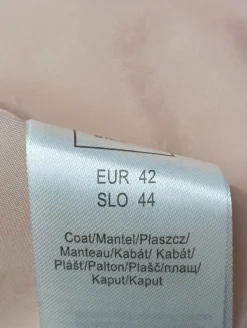 EUR 42
SLO 44
Coat/Mantel/Płaszcz/
Manteau/Kabát/ Kabát/
Plášť/Palton/Plašč/плащ/
Kaput/Kaput